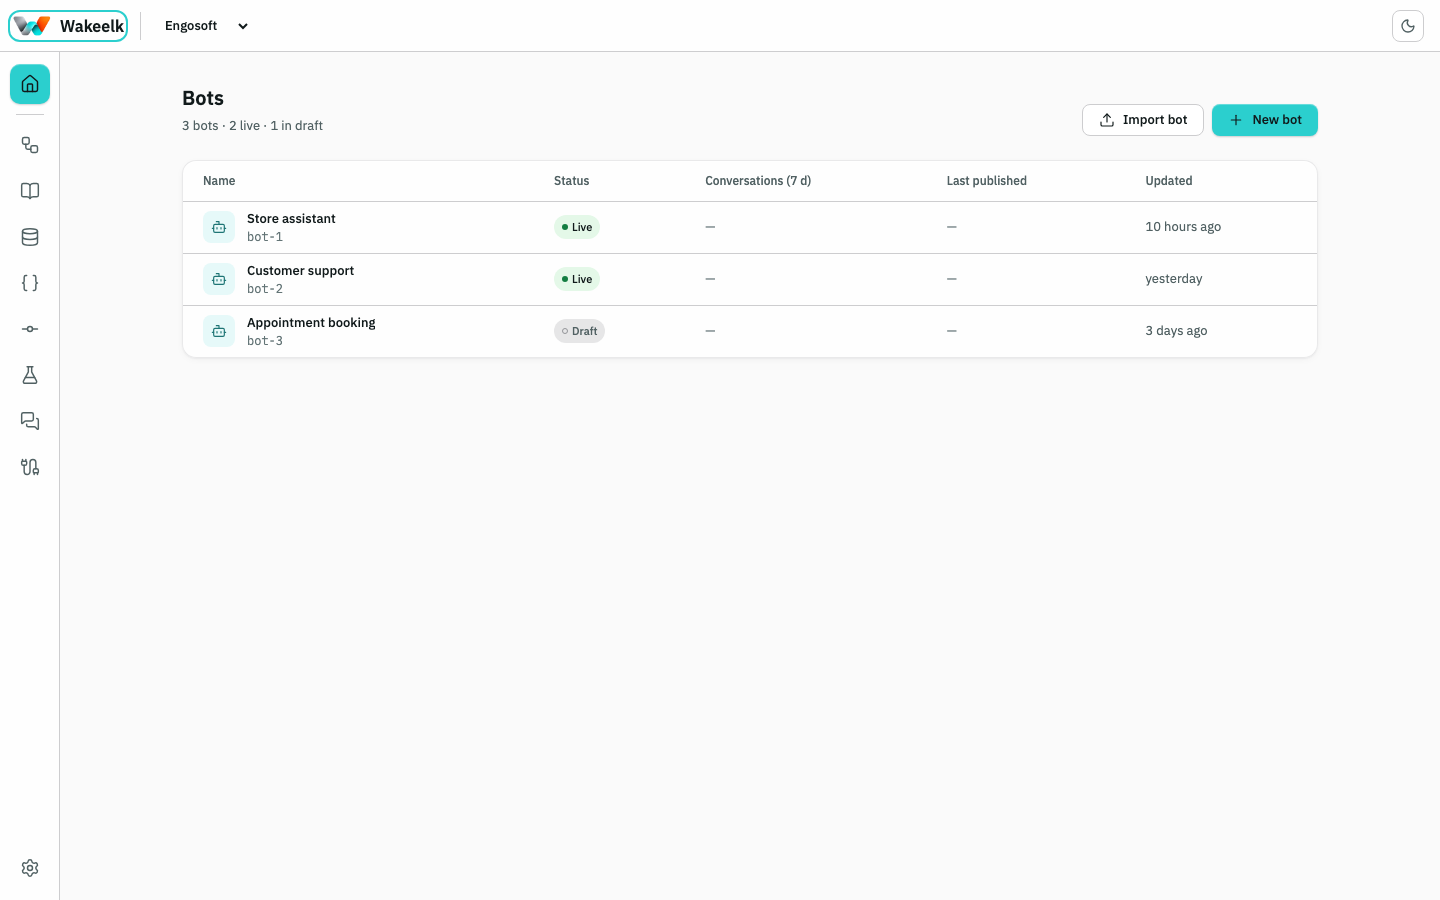 Wakeelk
Engosoft
Bots
3 bots · 2 live · 1 in draft
Import bot
New bot
Name Status Conversations (7 d) Last published Updated
Store assistant
bot-1
Live — — 10 hours ago
Customer support
bot-2
Live — — yesterday
Appointment booking
bot-3
Draft — — 3 days ago